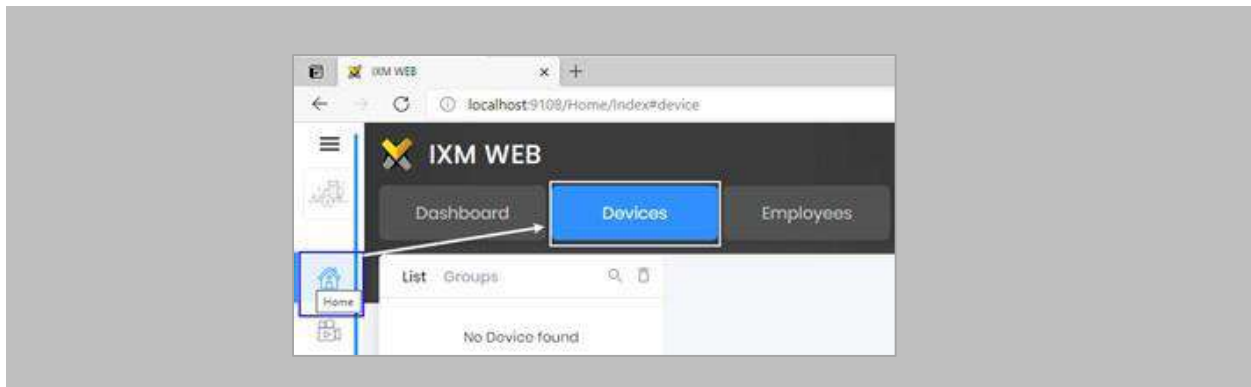 IXM WEB
localhost:9108/Home/Index#device
IXM WEB
Dashboard Devices Employees
List Groups
Home
No Device found